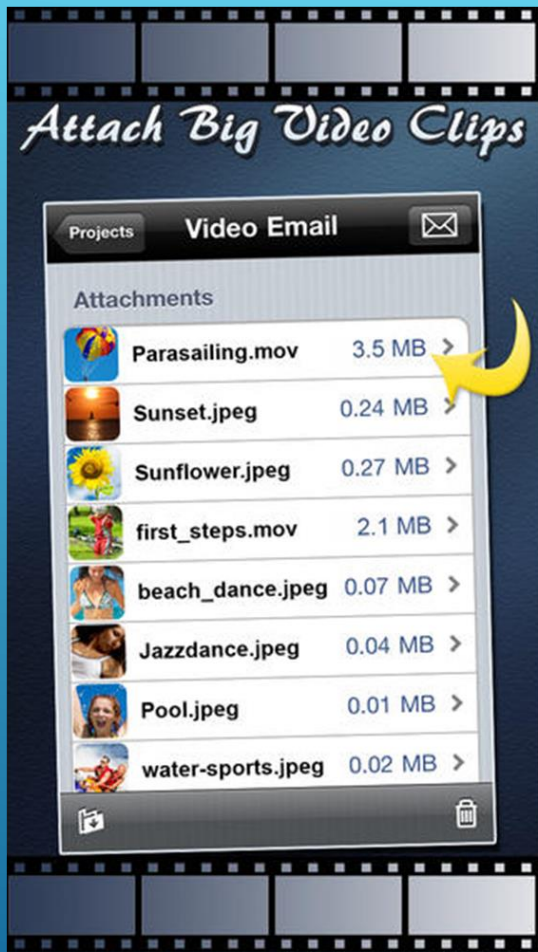 Attach Big Video Clips
Projects Video Email
Attachments
Parasailing.mov 3.5 MB
Sunset.jpeg 0.24 MB
Sunflower.jpeg 0.27 MB
first_steps.mov 2.1 MB
beach_dance.jpeg 0.07 MB
Jazzdance.jpeg 0.04 MB
Pool.jpeg 0.01 MB
water-sports.jpeg 0.02 MB